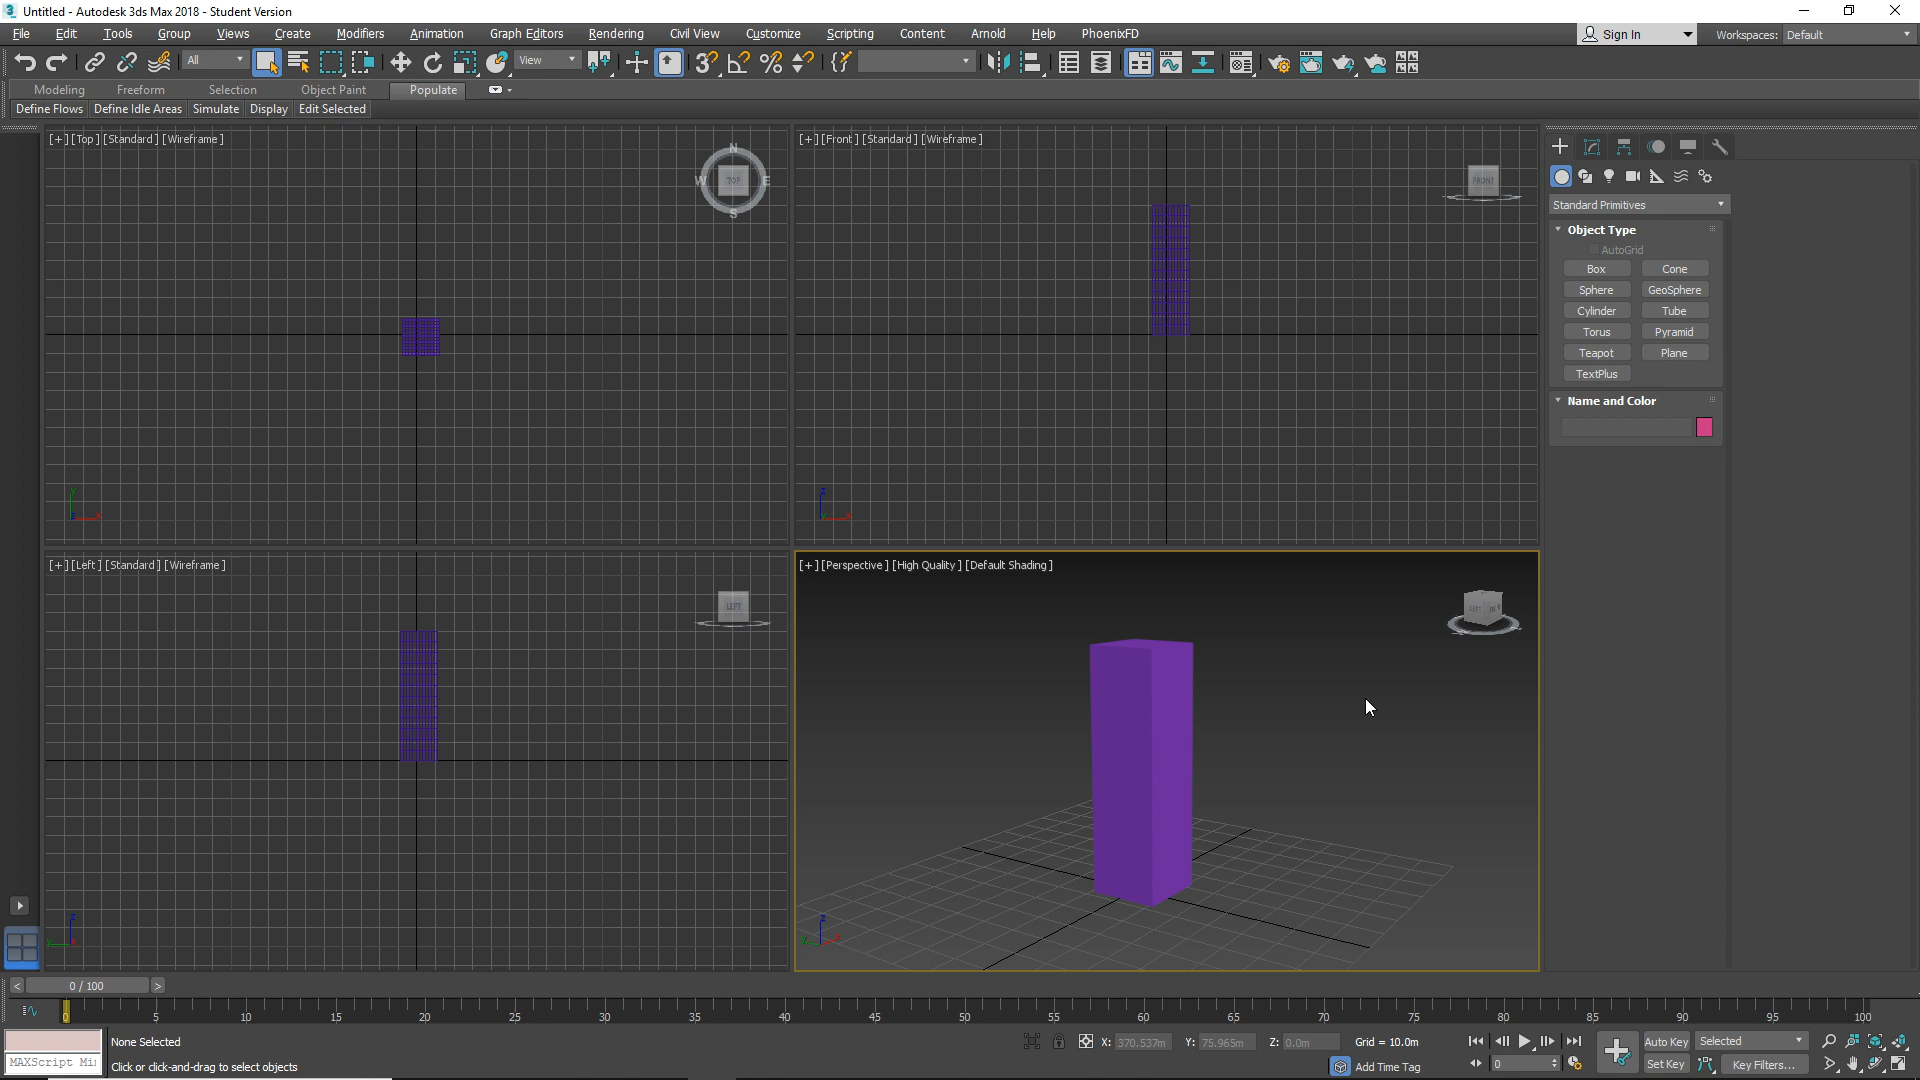 Untitled - Autodesk 3ds Max 2018 - Student Version
File Edit Tools Group Views Create Modifiers Animation Graph Editors Rendering Civil View Customize Scripting Content Arnold Help PhoenixFD Sign In Workspaces: Default
All View
Modeling Freeform Selection Object Paint Populate
Define Flows Define Idle Areas Simulate Display Edit Selected
[+] [Top] [Standard] [Wireframe]
N
W TOP E
S
y
z x
[+] [Front] [Standard] [Wireframe]
FRONT
z
x
[+] [Left] [Standard] [Wireframe]
LEFT
z
y
[+] [Perspective] [High Quality] [Default Shading]
LEFT
z
y x
Standard Primitives
Object Type
AutoGrid
Box Cone
Sphere GeoSphere
Cylinder Tube
Torus Pyramid
Teapot Plane
TextPlus
Name and Color
< 0 / 100 >
0 5 10 15 20 25 30 35 40 45 50 55 60 65 70 75 80 85 90 95 100
None Selected X: 370.537m Y: 75.965m Z: 0.0m Grid = 10.0m Auto Key Selected
MAXScript Mi Click or click-and-drag to select objects Add Time Tag 0 Set Key Key Filters...